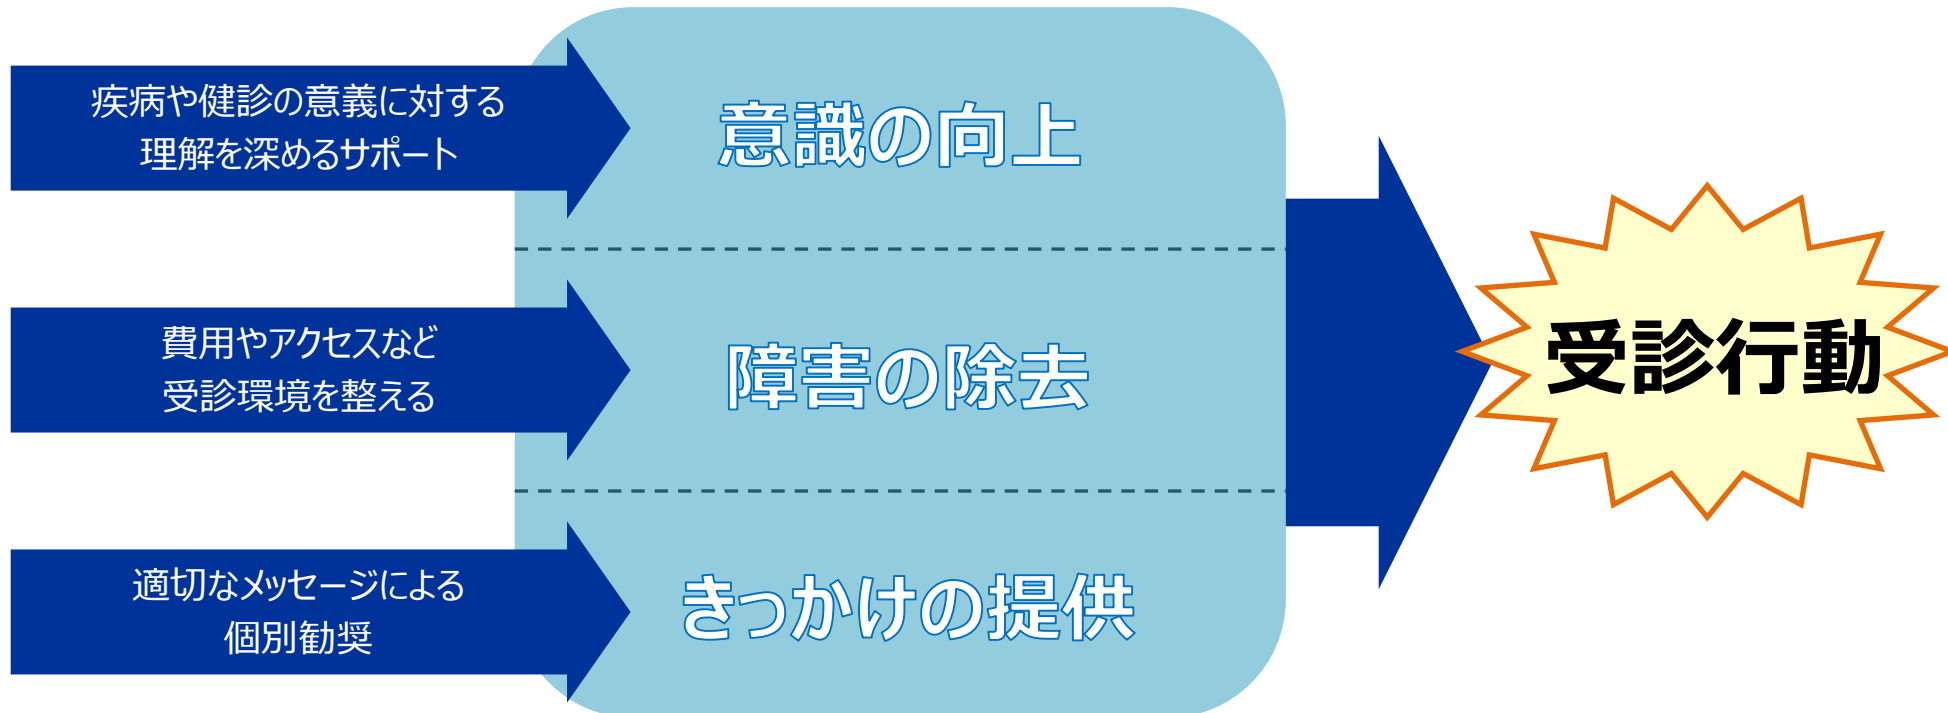 疾病や健診の意義に対する
理解を深めるサポート
意識の向上
費用やアクセスなど
受診環境を整える
障害の除去
適切なメッセージによる
個別勧奨
きっかけの提供
受診行動